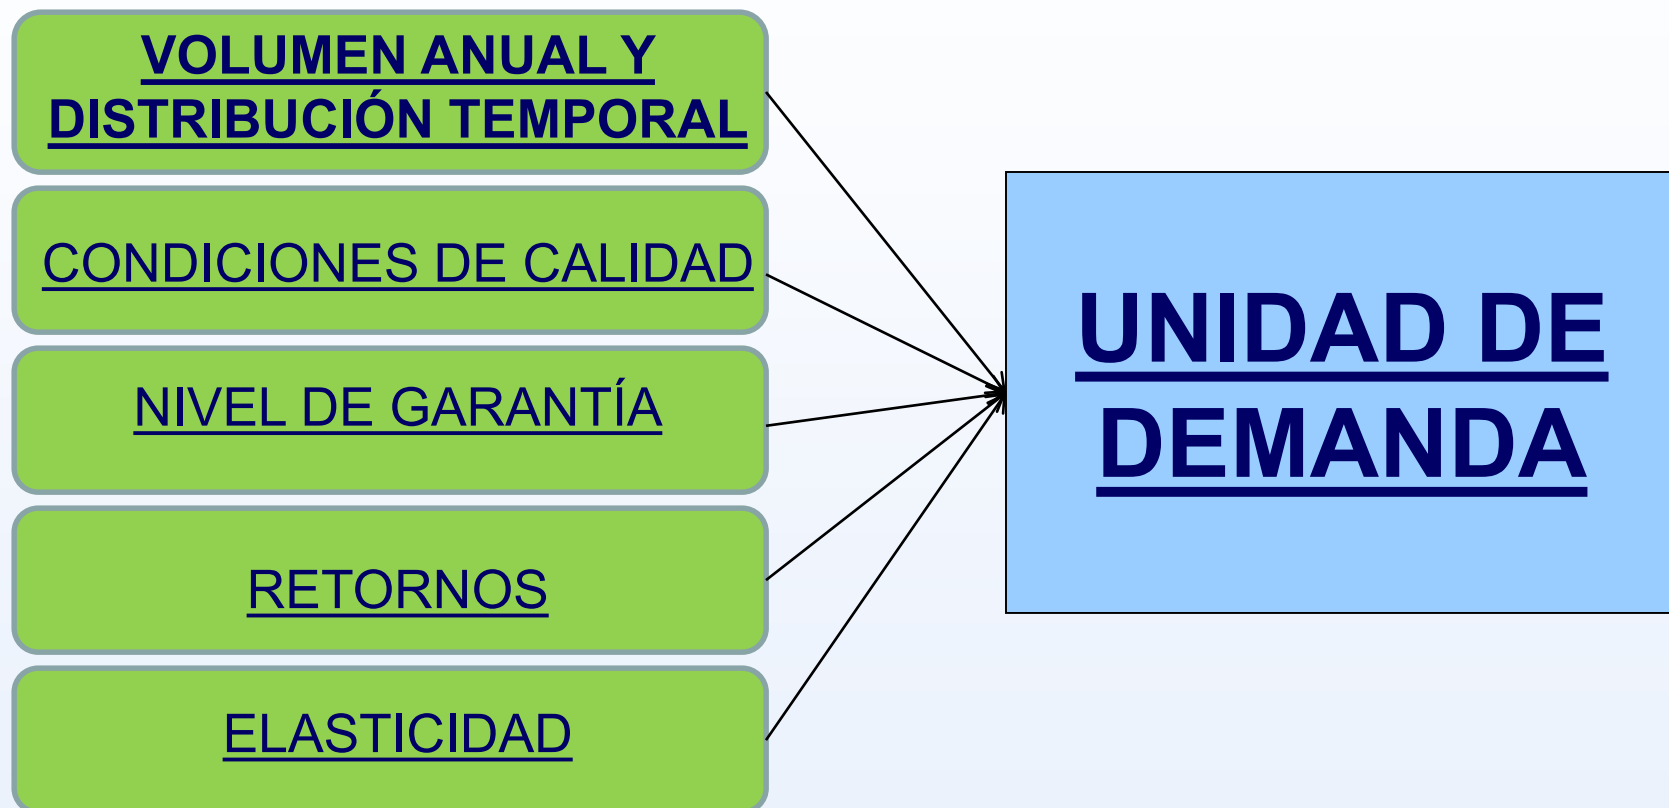 VOLUMEN ANUAL Y
DISTRIBUCIÓN TEMPORAL
CONDICIONES DE CALIDAD
NIVEL DE GARANTÍA
RETORNOS
ELASTICIDAD
UNIDAD DE
DEMANDA